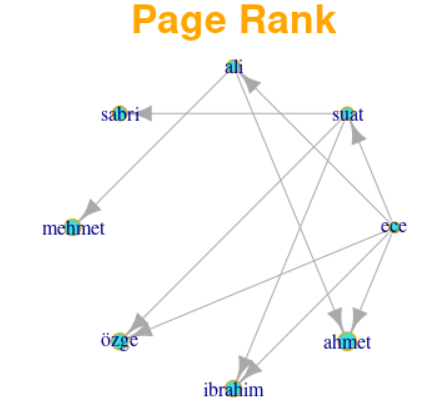 Page Rank
ali
sabri
suat
mehmet
ece
özge
ahmet
ibrahim